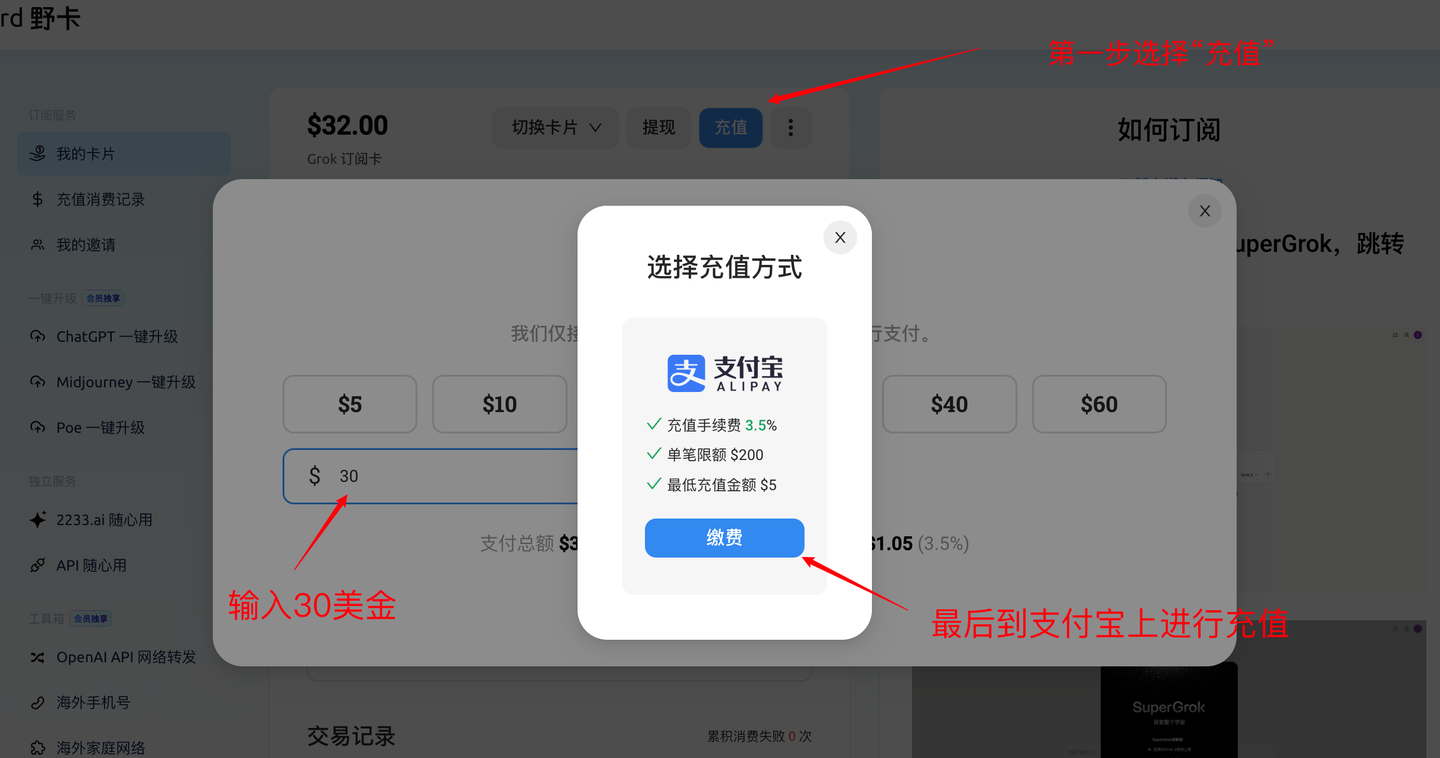 rd 野卡
第一步选择“充值”
订阅服务
我的卡片
充值消费记录
我的邀请
一键升级 会员独享
ChatGPT 一键升级
Midjourney 一键升级
Poe 一键升级
独立服务
2233.ai 随心用
API 随心用
工具箱 会员独享
OpenAI API 网络转发
海外手机号
海外家庭网络
$32.00
Grok 订阅卡
切换卡片
提现
充值
如何订阅
uperGrok，跳转
X
我们仅接
行支付。
$5
$10
$40
$60
$ 30
支付总额 $3
$1.05 (3.5%)
X
选择充值方式
支付宝
ALIPAY
充值手续费 3.5%
单笔限额 $200
最低充值金额 $5
缴费
输入30美金
最后到支付宝上进行充值
交易记录
累积消费失败 0 次
SuperGrok